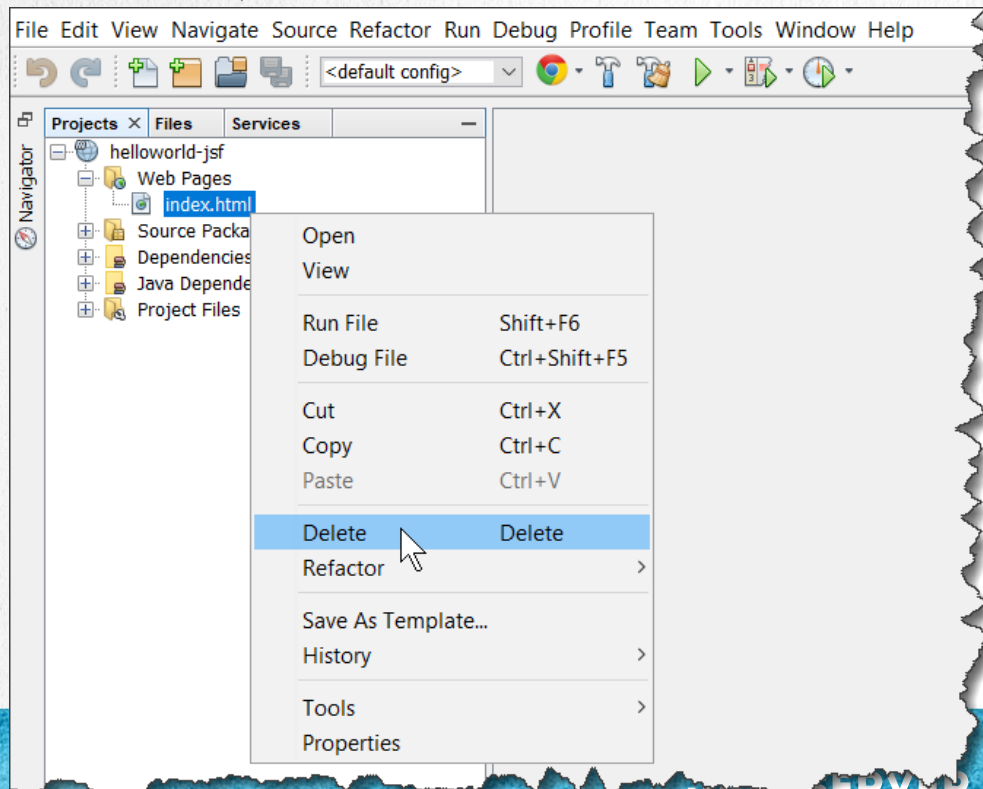 File Edit View Navigate Source Refactor Run Debug Profile Team Tools Window Help
<default config>
Projects Files Services
Navigator
helloworld-jsf
Web Pages
index.html
Source Packa
Dependencies
Java Depende
Project Files
Open
View
Run File Shift+F6
Debug File Ctrl+Shift+F5
Cut Ctrl+X
Copy Ctrl+C
Paste Ctrl+V
Delete Delete
Refactor
Save As Template...
History
Tools
Properties